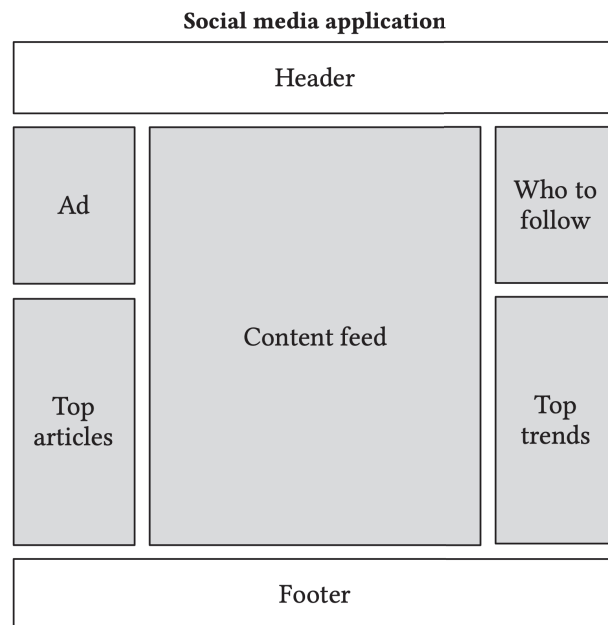 Social media application
Header
Ad
Who to
follow
Content feed
Top
articles
Top
trends
Footer